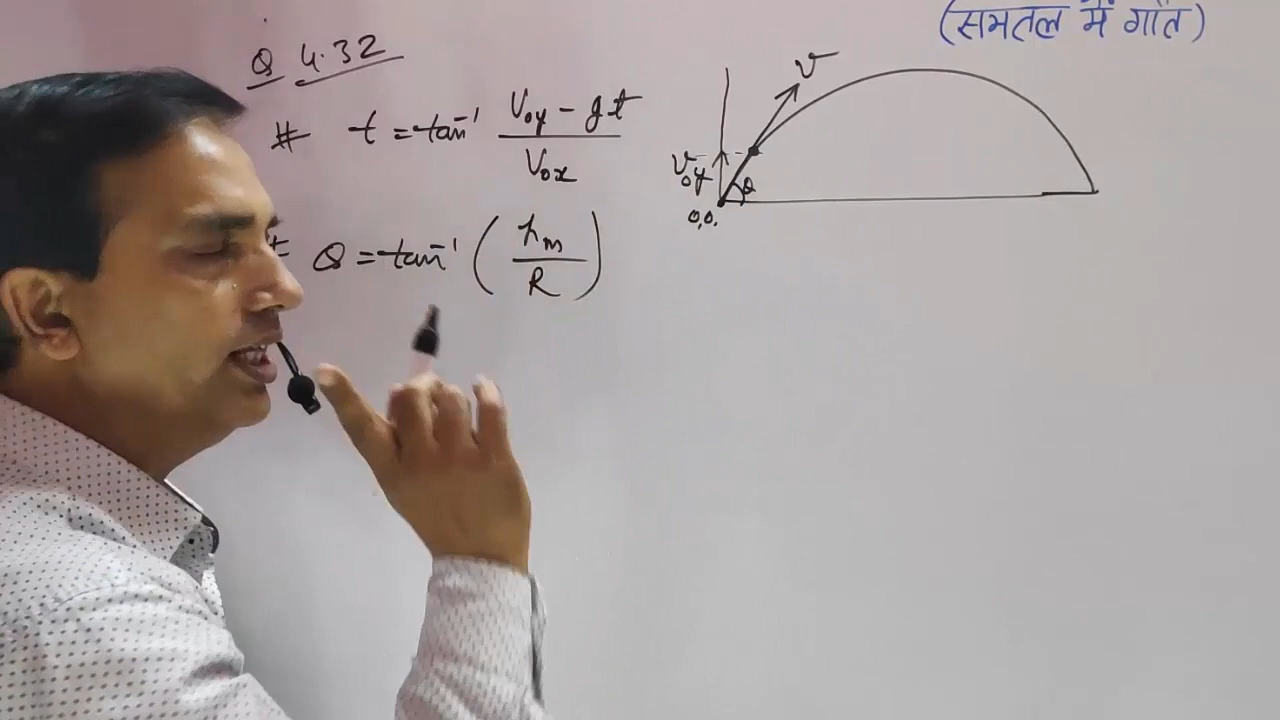 (समतल में गति)
Q 4.32
# t = tan⁻¹ (V₀y – gt) / V₀x
θ = tan⁻¹ (hm / R)
v
V₀y
θ
0,0.